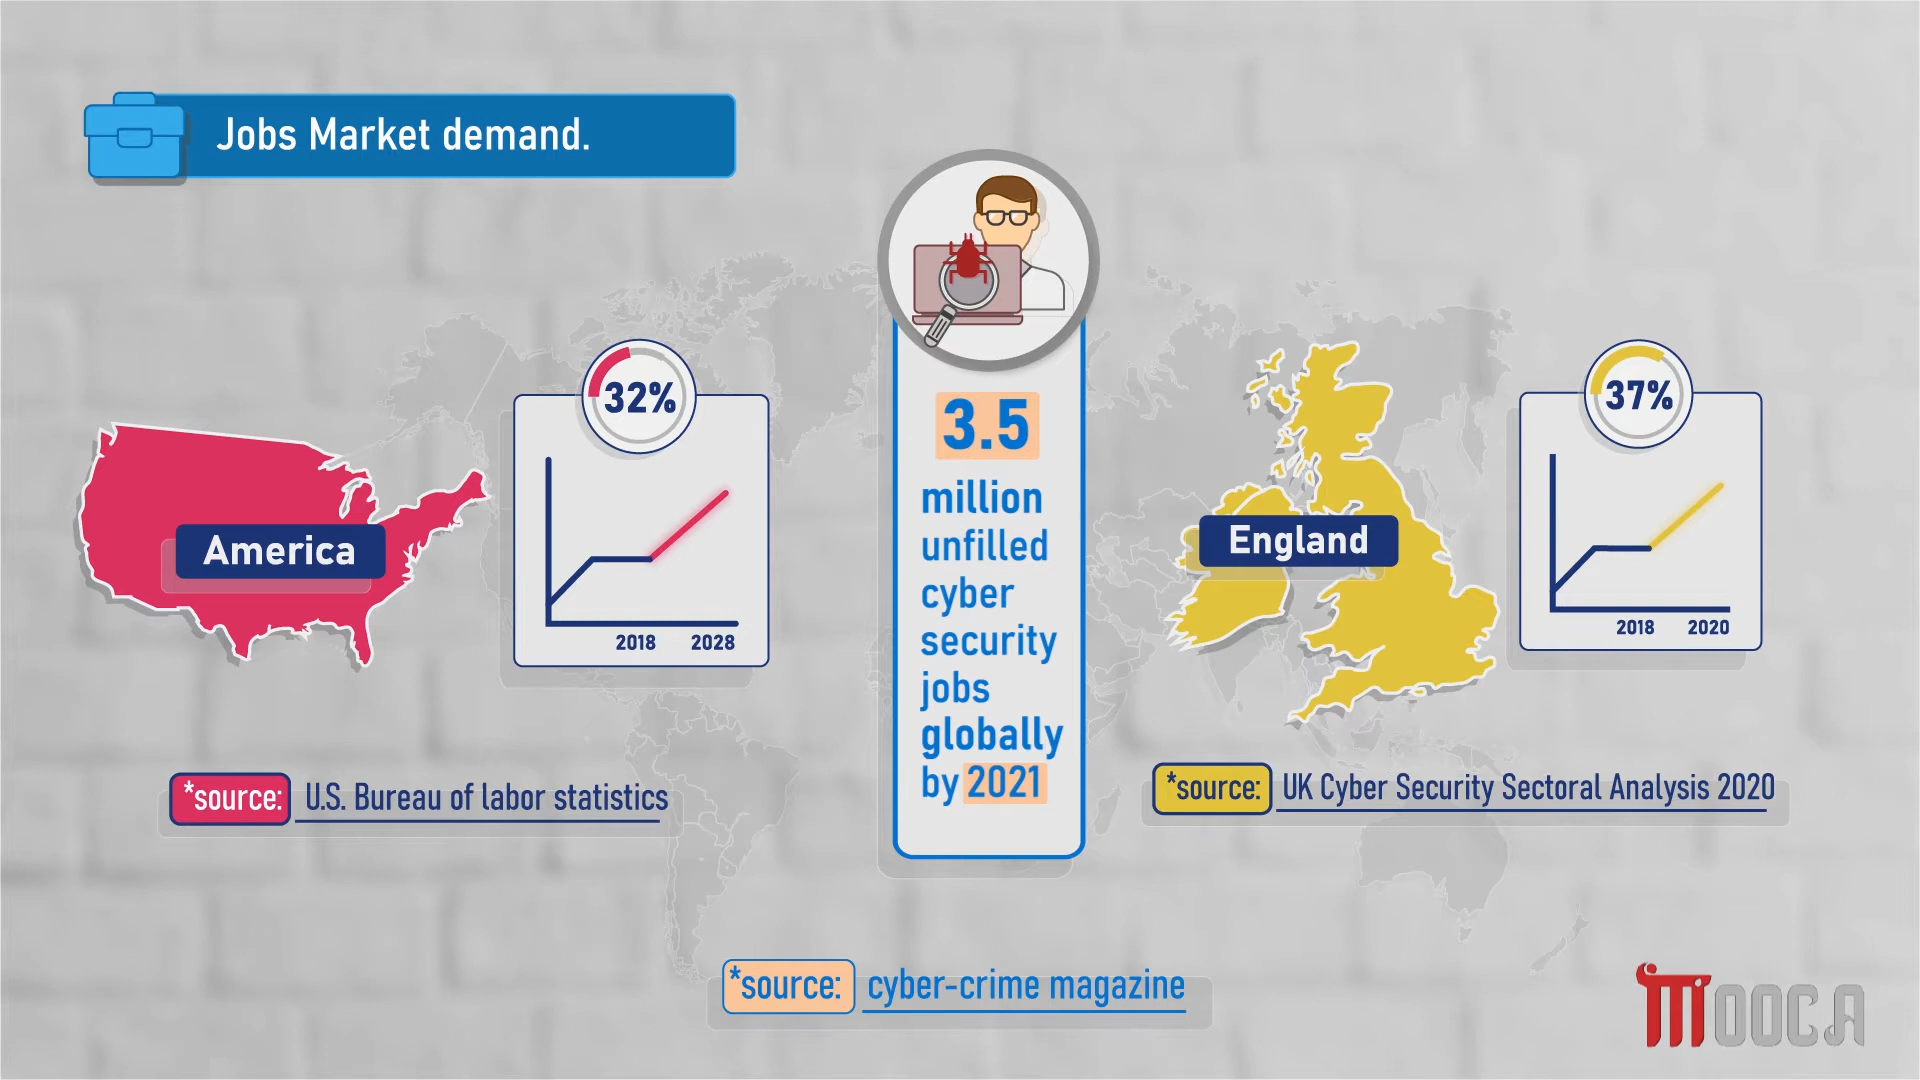 Jobs Market demand.
32%
America
2018 2028
*source: U.S. Bureau of labor statistics
3.5
million
unfilled
cyber
security
jobs
globally
by 2021
37%
England
2018 2020
*source: UK Cyber Security Sectoral Analysis 2020
*source: cyber-crime magazine
MOOCA